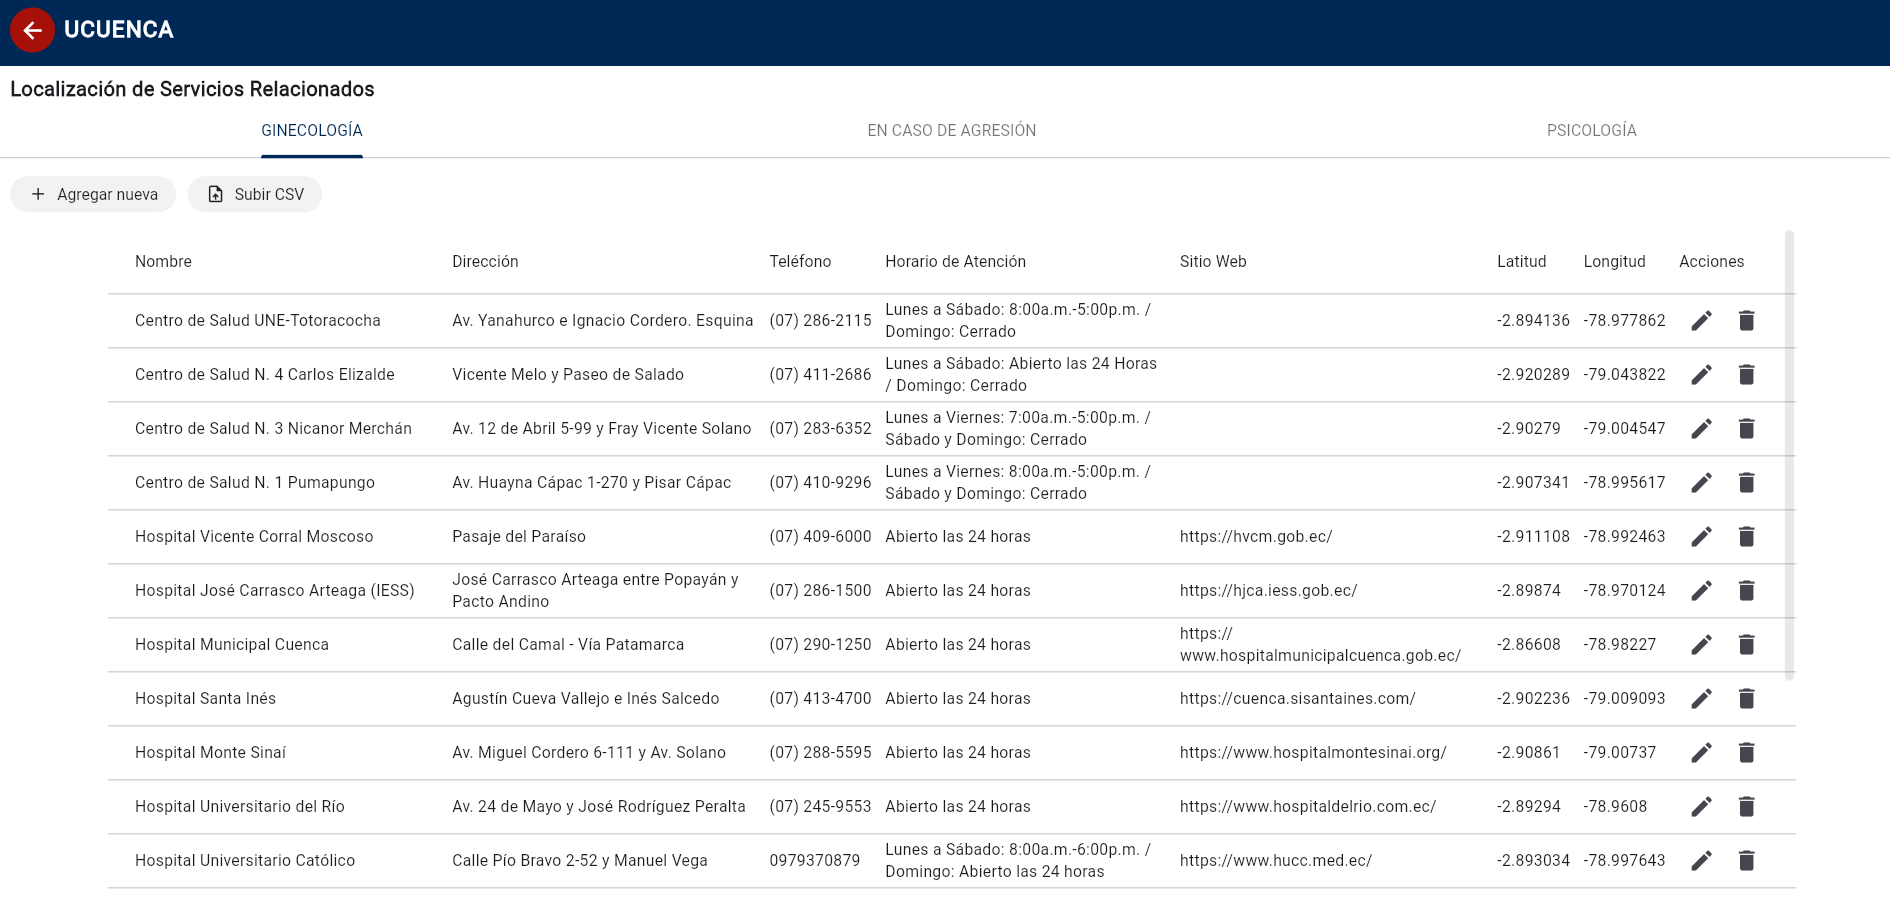 UCUENCA
Localización de Servicios Relacionados
GINECOLOGÍA EN CASO DE AGRESIÓN PSICOLOGÍA
Agregar nueva Subir CSV
Nombre Dirección Teléfono Horario de Atención Sitio Web Latitud Longitud Acciones
Centro de Salud UNE-Totoracocha Av. Yanahurco e Ignacio Cordero. Esquina (07) 286-2115 Lunes a Sábado: 8:00a.m.-5:00p.m. /
Domingo: Cerrado -2.894136 -78.977862
Centro de Salud N. 4 Carlos Elizalde Vicente Melo y Paseo de Salado (07) 411-2686 Lunes a Sábado: Abierto las 24 Horas
/ Domingo: Cerrado -2.920289 -79.043822
Centro de Salud N. 3 Nicanor Merchán Av. 12 de Abril 5-99 y Fray Vicente Solano (07) 283-6352 Lunes a Viernes: 7:00a.m.-5:00p.m. /
Sábado y Domingo: Cerrado -2.90279 -79.004547
Centro de Salud N. 1 Pumapungo Av. Huayna Cápac 1-270 y Pisar Cápac (07) 410-9296 Lunes a Viernes: 8:00a.m.-5:00p.m. /
Sábado y Domingo: Cerrado -2.907341 -78.995617
Hospital Vicente Corral Moscoso Pasaje del Paraíso (07) 409-6000 Abierto las 24 horas https://hvcm.gob.ec/ -2.911108 -78.992463
Hospital José Carrasco Arteaga (IESS) José Carrasco Arteaga entre Popayán y
Pacto Andino (07) 286-1500 Abierto las 24 horas https://hjca.iess.gob.ec/ -2.89874 -78.970124
Hospital Municipal Cuenca Calle del Camal - Vía Patamarca (07) 290-1250 Abierto las 24 horas https://
www.hospitalmunicipalcuenca.gob.ec/ -2.86608 -78.98227
Hospital Santa Inés Agustín Cueva Vallejo e Inés Salcedo (07) 413-4700 Abierto las 24 horas https://cuenca.sisantaines.com/ -2.902236 -79.009093
Hospital Monte Sinaí Av. Miguel Cordero 6-111 y Av. Solano (07) 288-5595 Abierto las 24 horas https://www.hospitalmontesinai.org/ -2.90861 -79.00737
Hospital Universitario del Río Av. 24 de Mayo y José Rodríguez Peralta (07) 245-9553 Abierto las 24 horas https://www.hospitaldelrio.com.ec/ -2.89294 -78.9608
Hospital Universitario Católico Calle Pío Bravo 2-52 y Manuel Vega 0979370879 Lunes a Sábado: 8:00a.m.-6:00p.m. /
Domingo: Abierto las 24 horas https://www.hucc.med.ec/ -2.893034 -78.997643